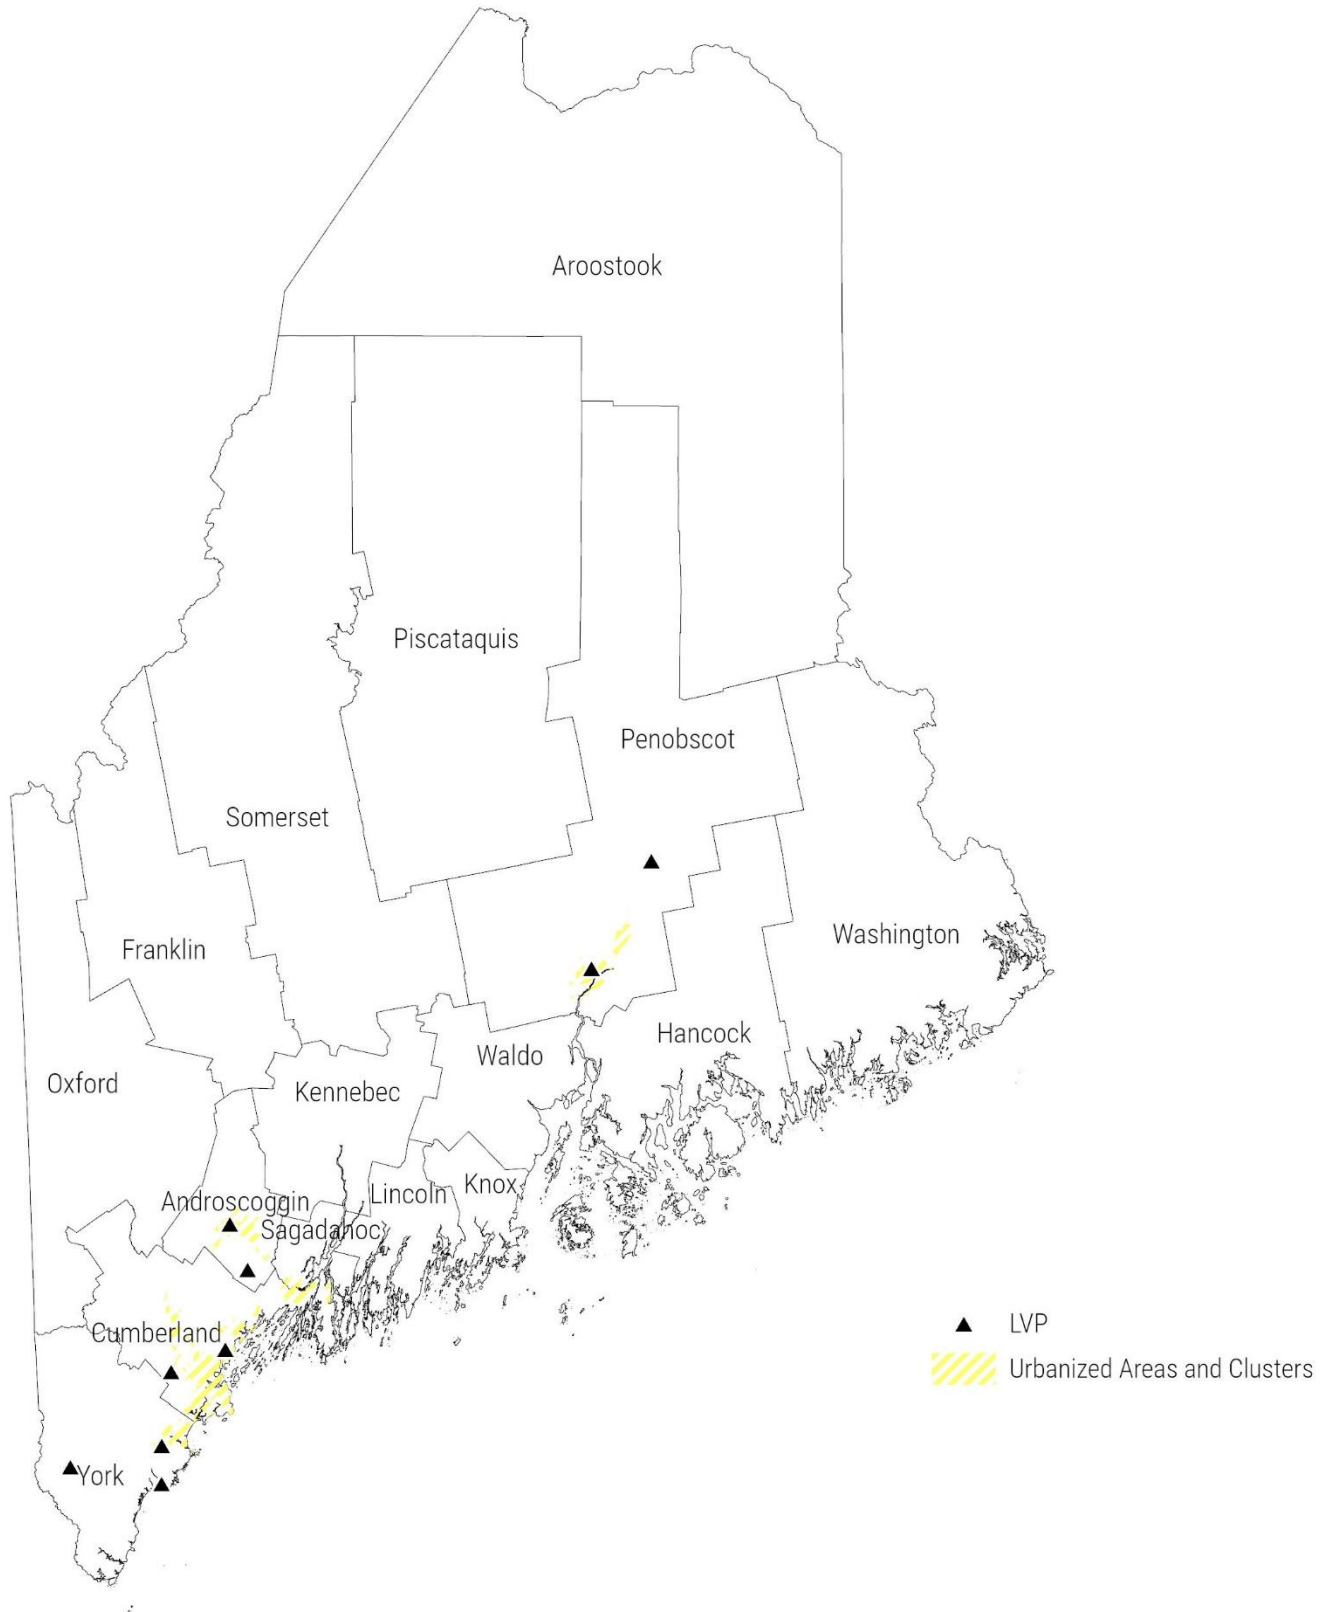 Aroostook
Piscataquis
Penobscot
Somerset
Washington
Franklin
Hancock
Waldo
Oxford
Kennebec
Knox
Lincoln
Androscoggin
Sagadahoc
LVP
Cumberland
Urbanized Areas and Clusters
York